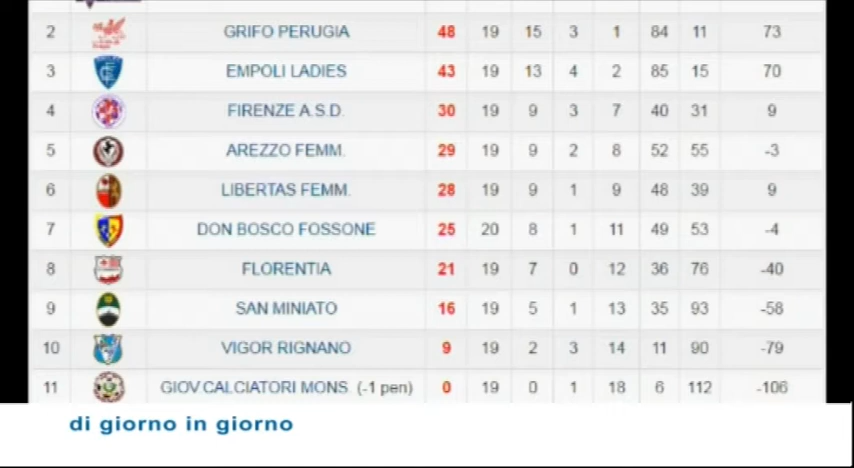 2 GRIFO PERUGIA 48 19 15 3 1 84 11 73
3 EMPOLI LADIES 43 19 13 4 2 85 15 70
4 FIRENZE A.S.D. 30 19 9 3 7 40 31 9
5 AREZZO FEMM. 29 19 9 2 8 52 55 -3
6 LIBERTAS FEMM. 28 19 9 1 9 48 39 9
7 DON BOSCO FOSSONE 25 20 8 1 11 49 53 -4
8 FLORENTIA 21 19 7 0 12 36 76 -40
9 SAN MINIATO 16 19 5 1 13 35 93 -58
10 VIGOR RIGNANO 9 19 2 3 14 11 90 -79
11 GIOV.CALCIATORI MONS. (-1 pen) 0 19 0 1 18 6 112 -106
di giorno in giorno